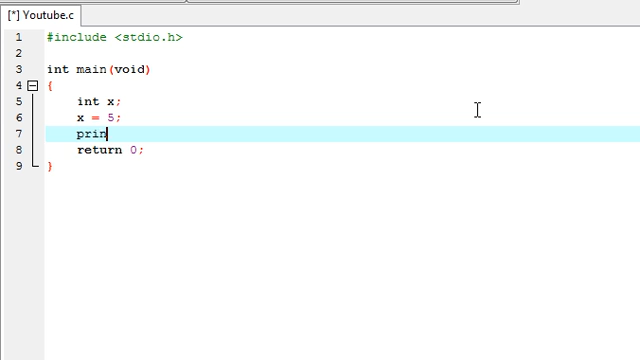 [*] Youtube.c
1 #include <stdio.h>
2
3 int main(void)
4 {
5 int x;
6 x = 5;
7 prin
8 return 0;
9 }